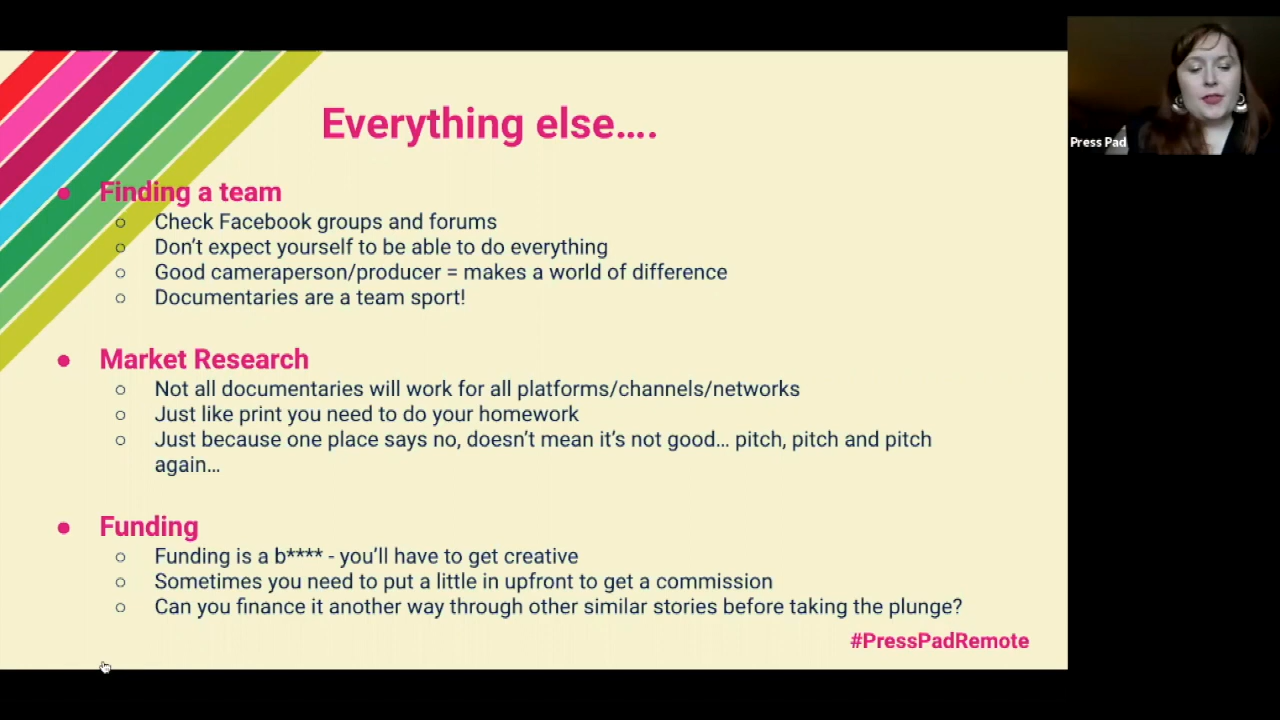 Everything else....
Press Pad
● Finding a team
○ Check Facebook groups and forums
○ Don't expect yourself to be able to do everything
○ Good cameraperson/producer = makes a world of difference
○ Documentaries are a team sport!
● Market Research
○ Not all documentaries will work for all platforms/channels/networks
○ Just like print you need to do your homework
○ Just because one place says no, doesn't mean it's not good... pitch, pitch and pitch
again...
● Funding
○ Funding is a b**** - you'll have to get creative
○ Sometimes you need to put a little in upfront to get a commission
○ Can you finance it another way through other similar stories before taking the plunge?
#PressPadRemote